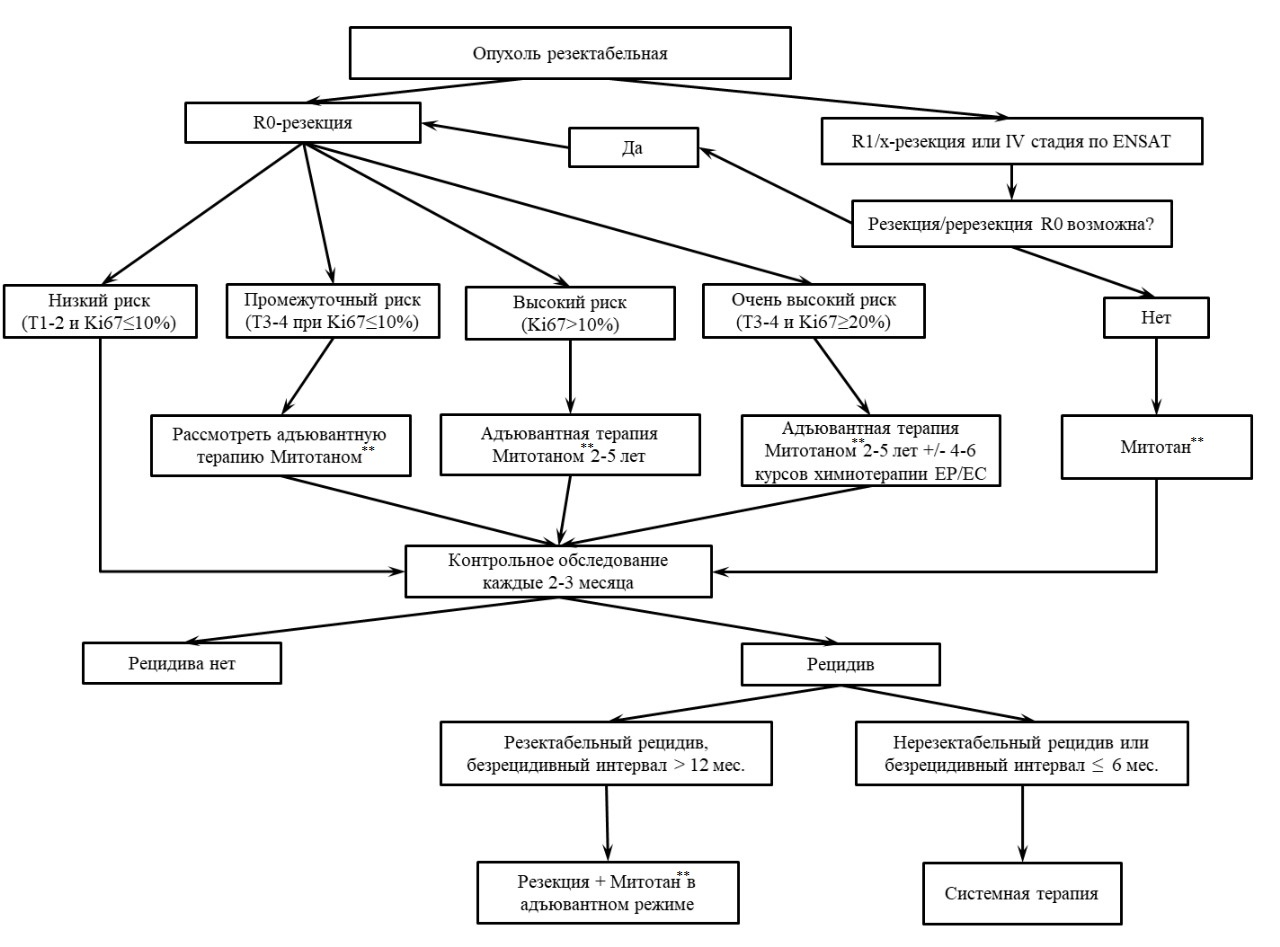 Опухоль резектабельная
R0-резекция
Да
R1/x-резекция или IV стадия по ENSAT
Резекция/ререзекция R0 возможна?
Низкий риск
(T1-2 и Ki67≤10%)
Промежуточный риск
(T3-4 при Ki67≤10%)
Высокий риск
(Ki67>10%)
Очень высокий риск
(T3-4 и Ki67≥20%)
Нет
Рассмотреть адъювантную
терапию Митотаном**
Адъювантная терапия
Митотаном**2-5 лет
Адъювантная терапия
Митотаном**2-5 лет +/- 4-6
курсов химиотерапии EP/EC
Митотан**
Контрольное обследование
каждые 2-3 месяца
Рецидива нет
Рецидив
Резектабельный рецидив,
безрецидивный интервал > 12 мес.
Нерезектабельный рецидив или
безрецидивный интервал ≤ 6 мес.
Резекция + Митотан**в
адъювантном режиме
Системная терапия